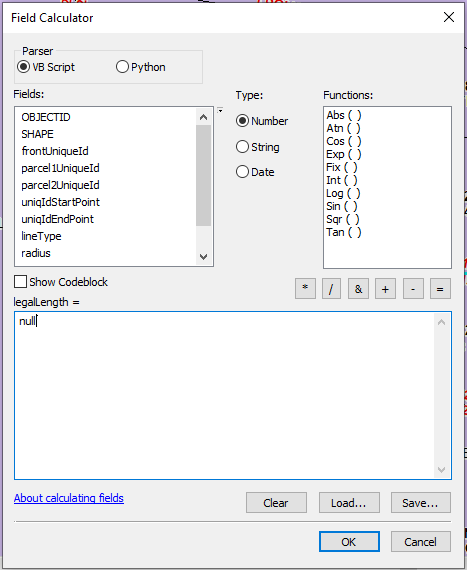 Field Calculator
Parser
VB Script
Python
Fields:
Type:
Functions:
OBJECTID
SHAPE
frontUniqueId
parcel1UniqueId
parcel2UniqueId
uniqIdStartPoint
uniqIdEndPoint
lineType
radius
Number
String
Date
Abs ( )
Atn ( )
Cos ( )
Exp ( )
Fix ( )
Int ( )
Log ( )
Sin ( )
Sqr ( )
Tan ( )
Show Codeblock
* / & + - =
legalLength =
null
About calculating fields
Clear
Load...
Save...
OK
Cancel